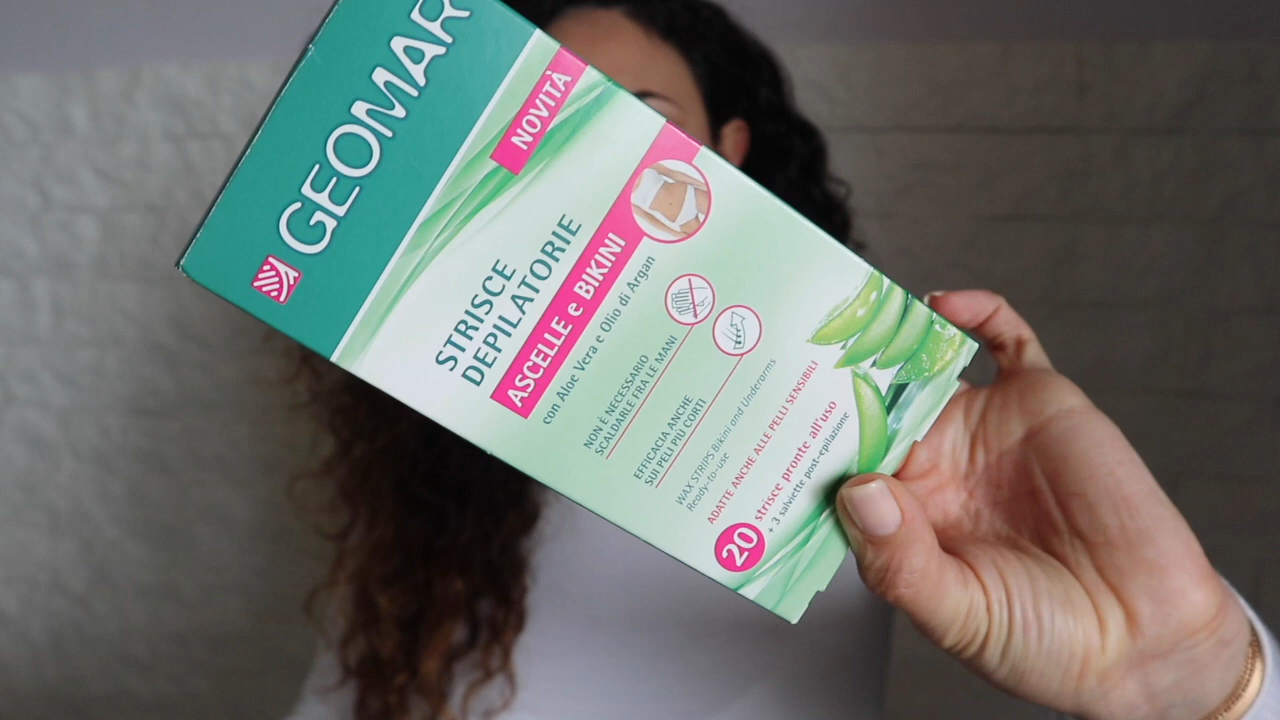 GEOMAR
NOVITÀ
STRISCE
DEPILATORIE
ASCELLE e BIKINI
con Aloe Vera e Olio di Argan
NON È NECESSARIO
SCALDARLE FRA LE MANI
EFFICACIA ANCHE
SUI PELI PIÙ CORTI
WAX STRIPS Bikini and Underarms
Ready-to-use
ADATTE ANCHE ALLE PELLI SENSIBILI
20 strisce pronte all'uso
+ 3 salviette post-epilazione